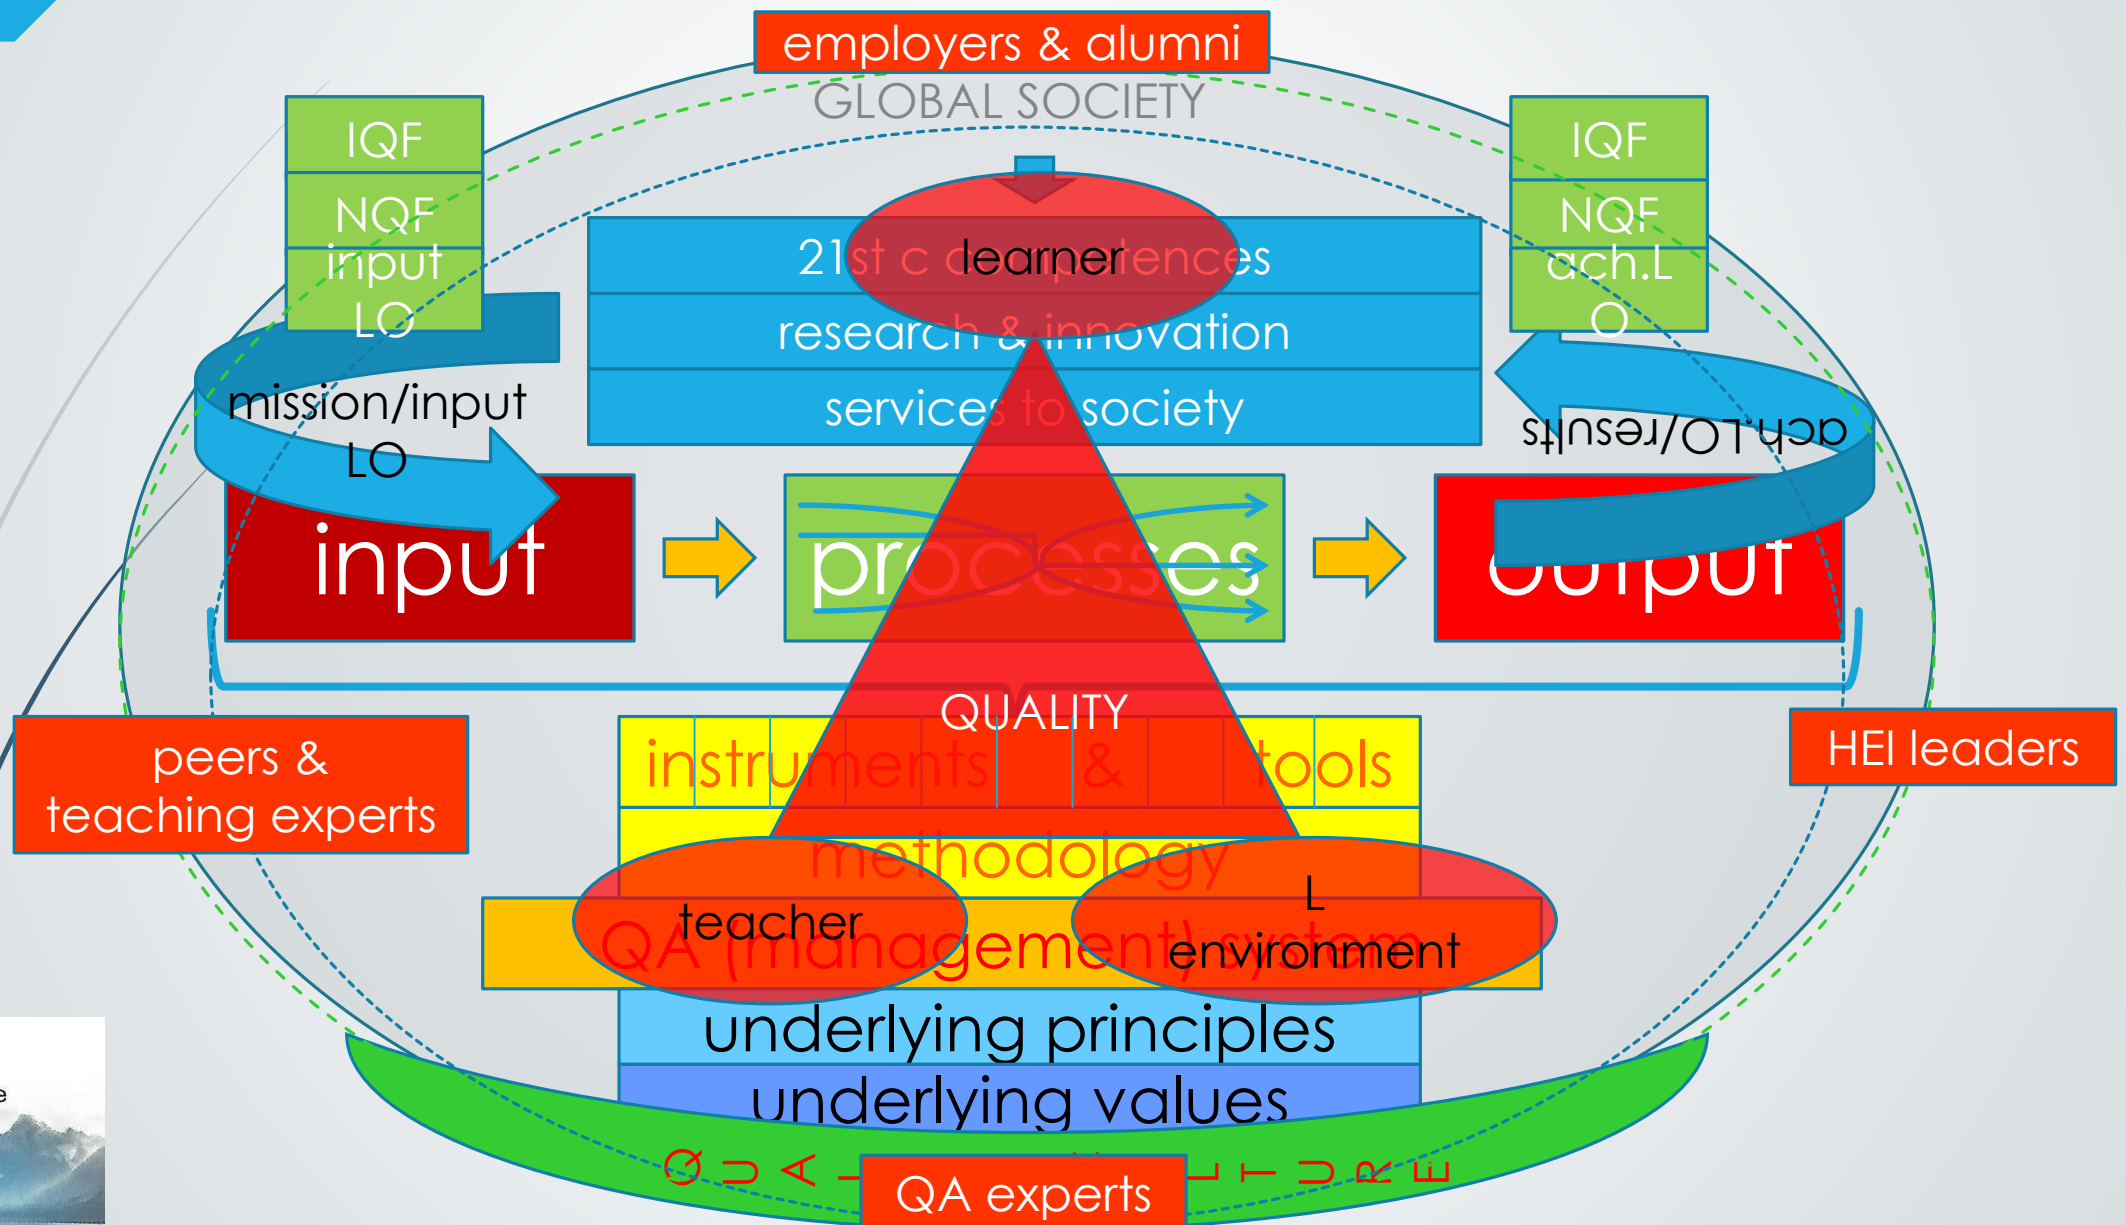 employers & alumni
GLOBAL SOCIETY
IQF
NQF
input
LO
IQF
NQF
ach.L
O
21st c competences
learner
research & innovation
services to society
mission/input
LO
ach.LO/results
input
processes
output
QUALITY
peers &
teaching experts
HEI leaders
instruments & tools
methodology
teacher
L
environment
QA (management) system
underlying principles
underlying values
QA experts